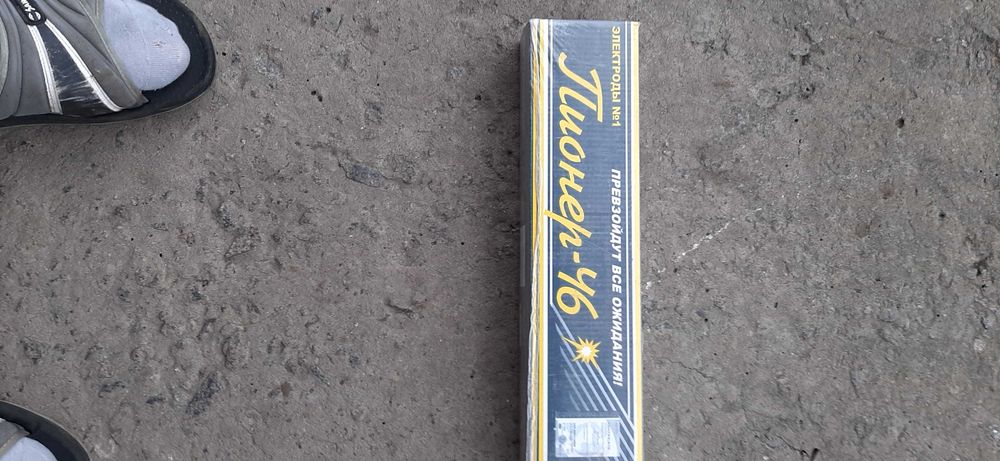 ЭЛЕКТРОДЫ №1
ПРЕВЗОЙДУТ ВСЕ ОЖИДАНИЯ!
Пионер-46